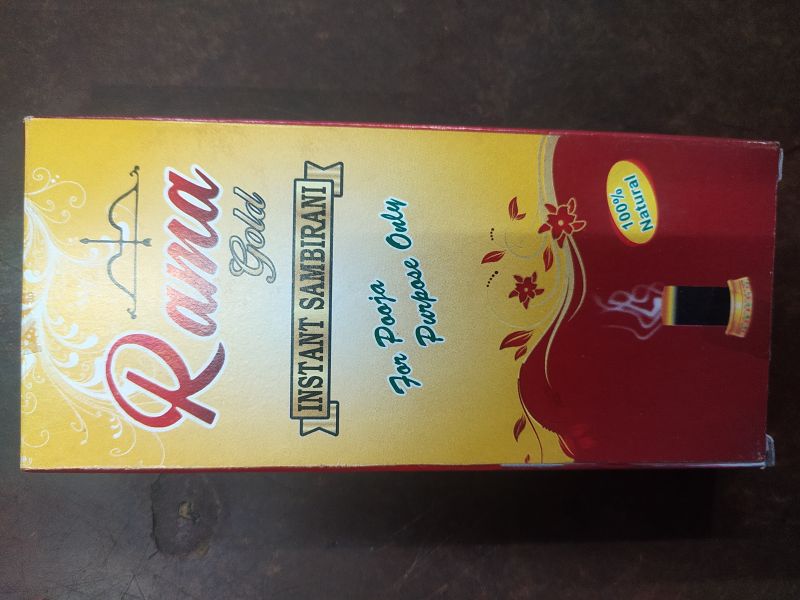 Rama
Gold
INSTANT SAMBIRANI
For Pooja
Purpose Only
100%
Natural